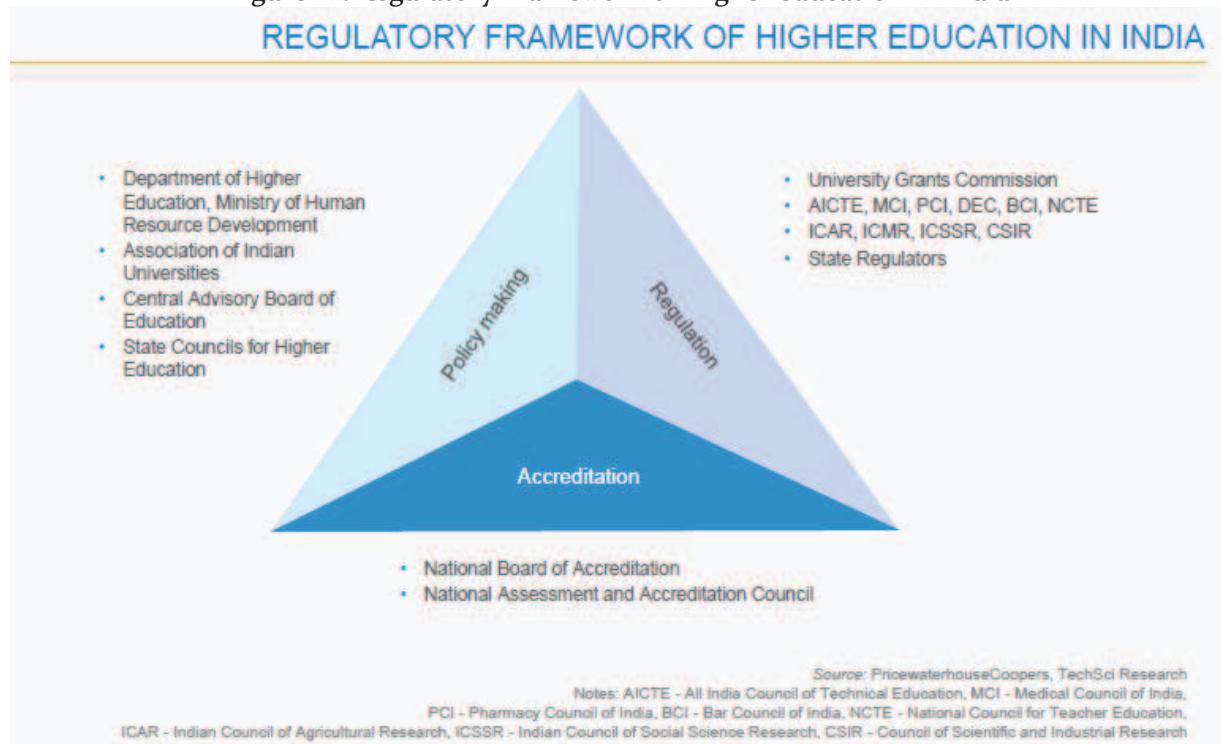 REGULATORY FRAMEWORK OF HIGHER EDUCATION IN INDIA
• Department of Higher
Education, Ministry of Human
Resource Development
• Association of Indian
Universities
• Central Advisory Board of
Education
• State Councils for Higher
Education
• University Grants Commission
• AICTE, MCI, PCI, DEC, BCI, NCTE
• ICAR, ICMR, ICSSR, CSIR
• State Regulators
Policy making
Regulation
Accreditation
• National Board of Accreditation
• National Assessment and Accreditation Council
Source: PricewaterhouseCoopers, TechSci Research
Notes: AICTE - All India Council of Technical Education, MCI - Medical Council of India,
PCI - Pharmacy Council of India, BCI - Bar Council of India, NCTE - National Council for Teacher Education,
ICAR - Indian Council of Agricultural Research, ICSSR - Indian Council of Social Science Research, CSIR - Council of Scientific and Industrial Research